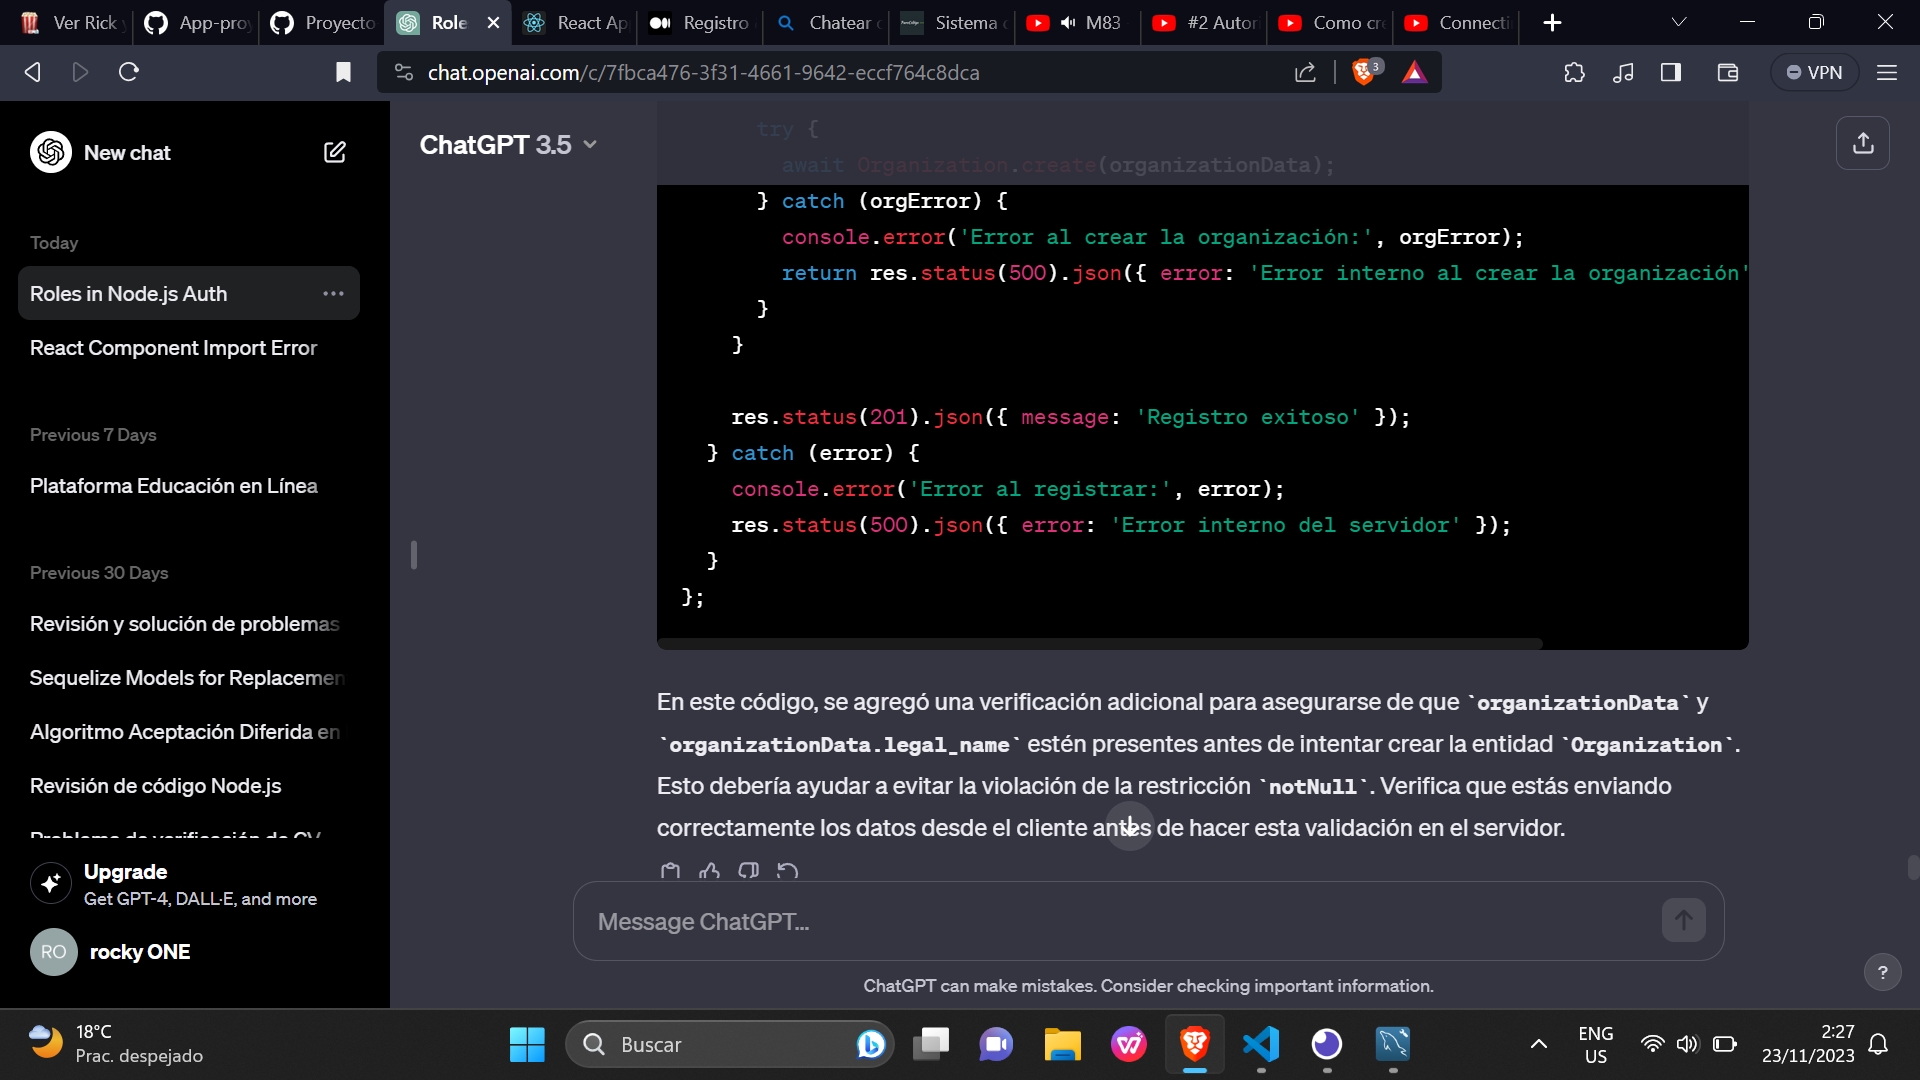 Ver Rick
App-proy
Proyecto
Role
React Ap
Registro
Chatear
Sistema
M83
#2 Autor
Como cre
Connecti
chat.openai.com/c/7fbca476-3f31-4661-9642-eccf764c8dca
3
VPN
New chat
Today
Roles in Node.js Auth
React Component Import Error
Previous 7 Days
Plataforma Educación en Línea
Previous 30 Days
Revisión y solución de problemas
Sequelize Models for Replacemen
Algoritmo Aceptación Diferida en
Revisión de código Node.js
Problema de verificación de CV
Upgrade
Get GPT-4, DALL·E, and more
RO
rocky ONE
ChatGPT 3.5
try {
await Organization.create(organizationData);
} catch (orgError) {
console.error('Error al crear la organización:', orgError);
return res.status(500).json({ error: 'Error interno al crear la organización'
}
}
res.status(201).json({ message: 'Registro exitoso' });
} catch (error) {
console.error('Error al registrar:', error);
res.status(500).json({ error: 'Error interno del servidor' });
}
};
En este código, se agregó una verificación adicional para asegurarse de que `organizationData` y
`organizationData.legal_name` estén presentes antes de intentar crear la entidad `Organization`.
Esto debería ayudar a evitar la violación de la restricción `notNull`. Verifica que estás enviando
correctamente los datos desde el cliente antes de hacer esta validación en el servidor.
Message ChatGPT...
ChatGPT can make mistakes. Consider checking important information.
?
18°C
Prac. despejado
Buscar
ENG
US
2:27
23/11/2023